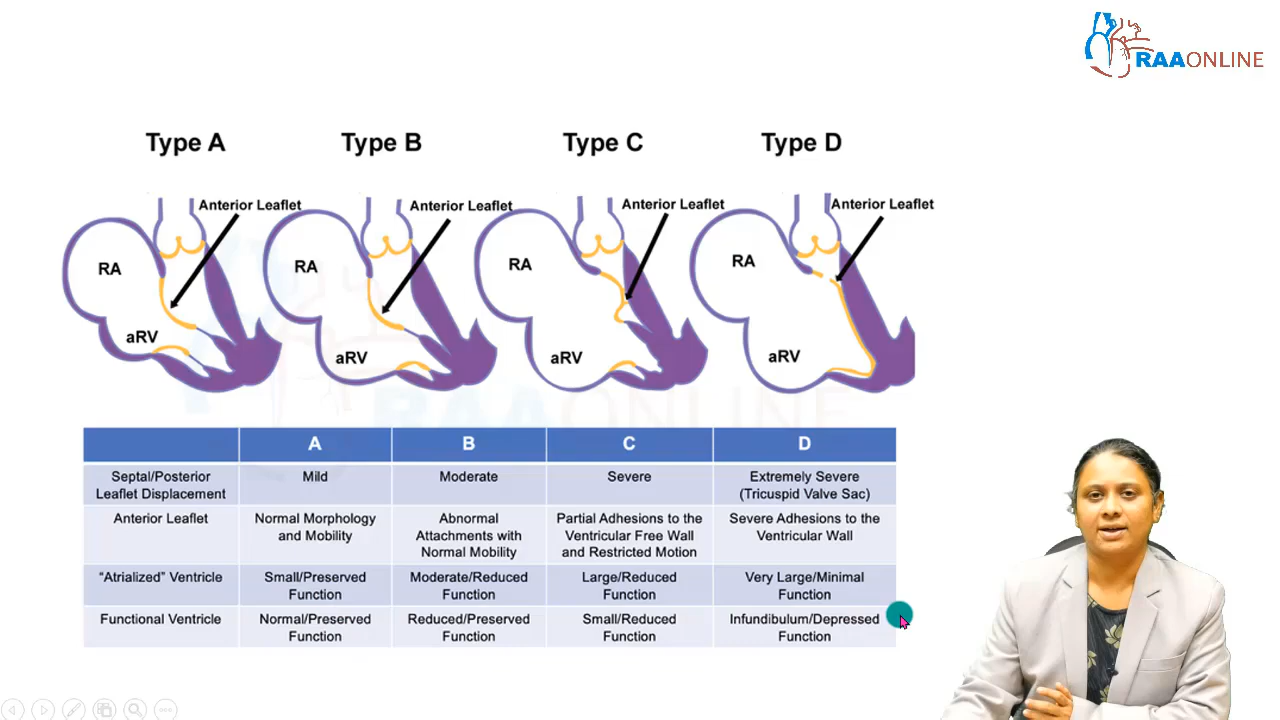 RAAONLINE
Type A
Type B
Type C
Type D
Anterior Leaflet
Anterior Leaflet
Anterior Leaflet
Anterior Leaflet
RA
RA
RA
RA
aRV
aRV
aRV
aRV
RAAONLINE
A
B
C
D
Septal/Posterior
Leaflet Displacement
Mild
Moderate
Severe
Extremely Severe
(Tricuspid Valve Sac)
Anterior Leaflet
Normal Morphology
and Mobility
Abnormal
Attachments with
Normal Mobility
Partial Adhesions to the
Ventricular Free Wall
and Restricted Motion
Severe Adhesions to the
Ventricular Wall
“Atrialized” Ventricle
Small/Preserved
Function
Moderate/Reduced
Function
Large/Reduced
Function
Very Large/Minimal
Function
Functional Ventricle
Normal/Preserved
Function
Reduced/Preserved
Function
Small/Reduced
Function
Infundibulum/Depressed
Function